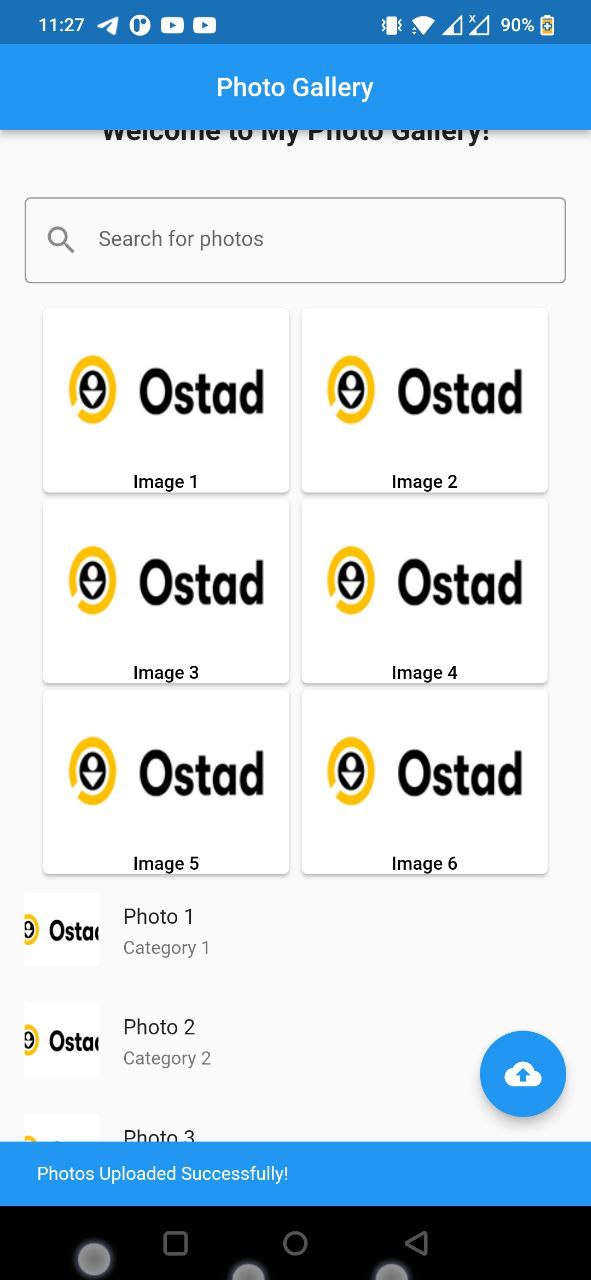 11:27 90%
Photo Gallery
Welcome to My Photo Gallery!
Search for photos
Ostad Ostad
Image 1 Image 2
Ostad Ostad
Image 3 Image 4
Ostad Ostad
Image 5 Image 6
Photo 1
Ostad
Category 1
Photo 2
Ostad
Category 2
Photo 3
Photos Uploaded Successfully!